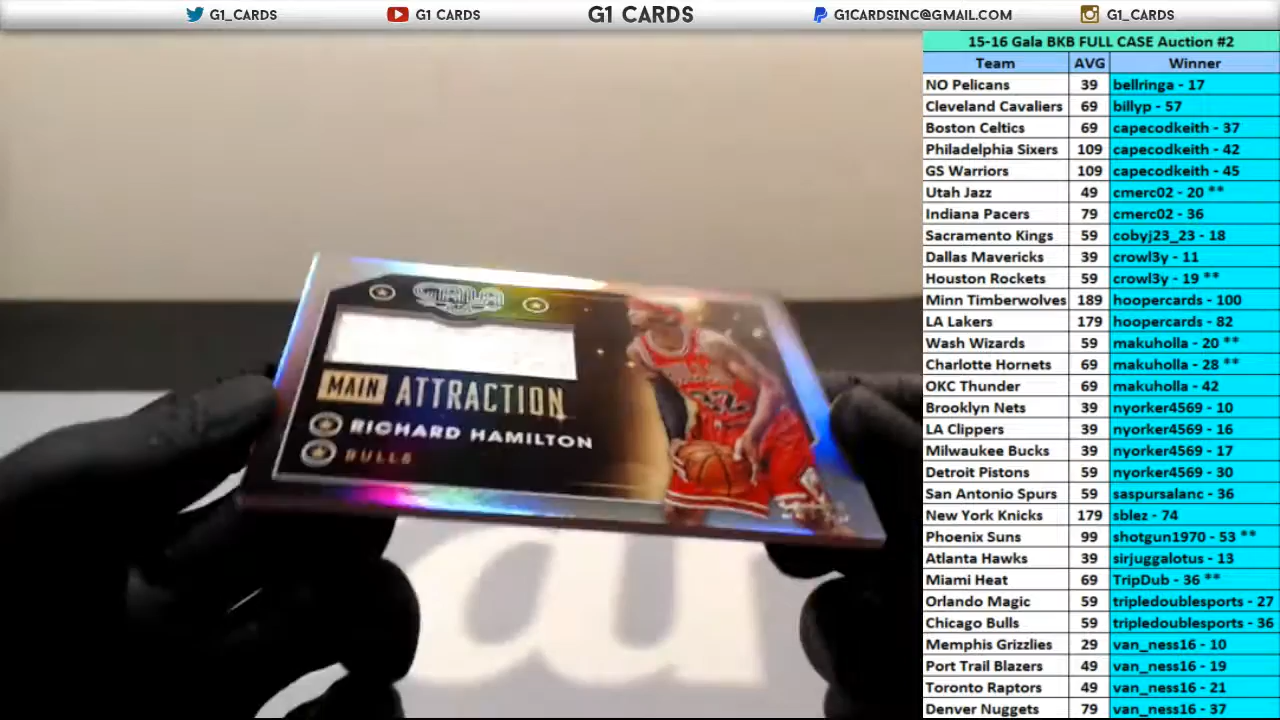 G1_CARDS
G1 CARDS
G1 CARDS
G1CARDSINC@GMAIL.COM
G1_CARDS
15-16 Gala BKB FULL CASE Auction #2
Team AVG Winner
NO Pelicans 39 bellringa - 17
Cleveland Cavaliers 69 billyp - 57
Boston Celtics 69 capecodkeith - 37
Philadelphia Sixers 109 capecodkeith - 42
GS Warriors 109 capecodkeith - 45
Utah Jazz 49 cmerc02 - 20 **
Indiana Pacers 79 cmerc02 - 36
Sacramento Kings 59 cobyj23_23 - 18
Dallas Mavericks 39 crowl3y - 11
Houston Rockets 59 crowl3y - 19 **
Minn Timberwolves 189 hoopercards - 100
LA Lakers 179 hoopercards - 82
Wash Wizards 59 makuholla - 20 **
Charlotte Hornets 69 makuholla - 28 **
OKC Thunder 69 makuholla - 42
Brooklyn Nets 39 nyorker4569 - 10
LA Clippers 39 nyorker4569 - 16
Milwaukee Bucks 39 nyorker4569 - 17
Detroit Pistons 59 nyorker4569 - 30
San Antonio Spurs 59 saspursalanc - 36
New York Knicks 179 sblez - 74
Phoenix Suns 99 shotgun1970 - 53 **
Atlanta Hawks 39 sirjuggalotus - 13
Miami Heat 69 TripDub - 36 **
Orlando Magic 59 tripledoublesports - 27
Chicago Bulls 59 tripledoublesports - 36
Memphis Grizzlies 29 van_ness16 - 10
Port Trail Blazers 49 van_ness16 - 19
Toronto Raptors 49 van_ness16 - 21
Denver Nuggets 79 van_ness16 - 37
GALA
MAIN ATTRACTION
RICHARD HAMILTON
BULLS